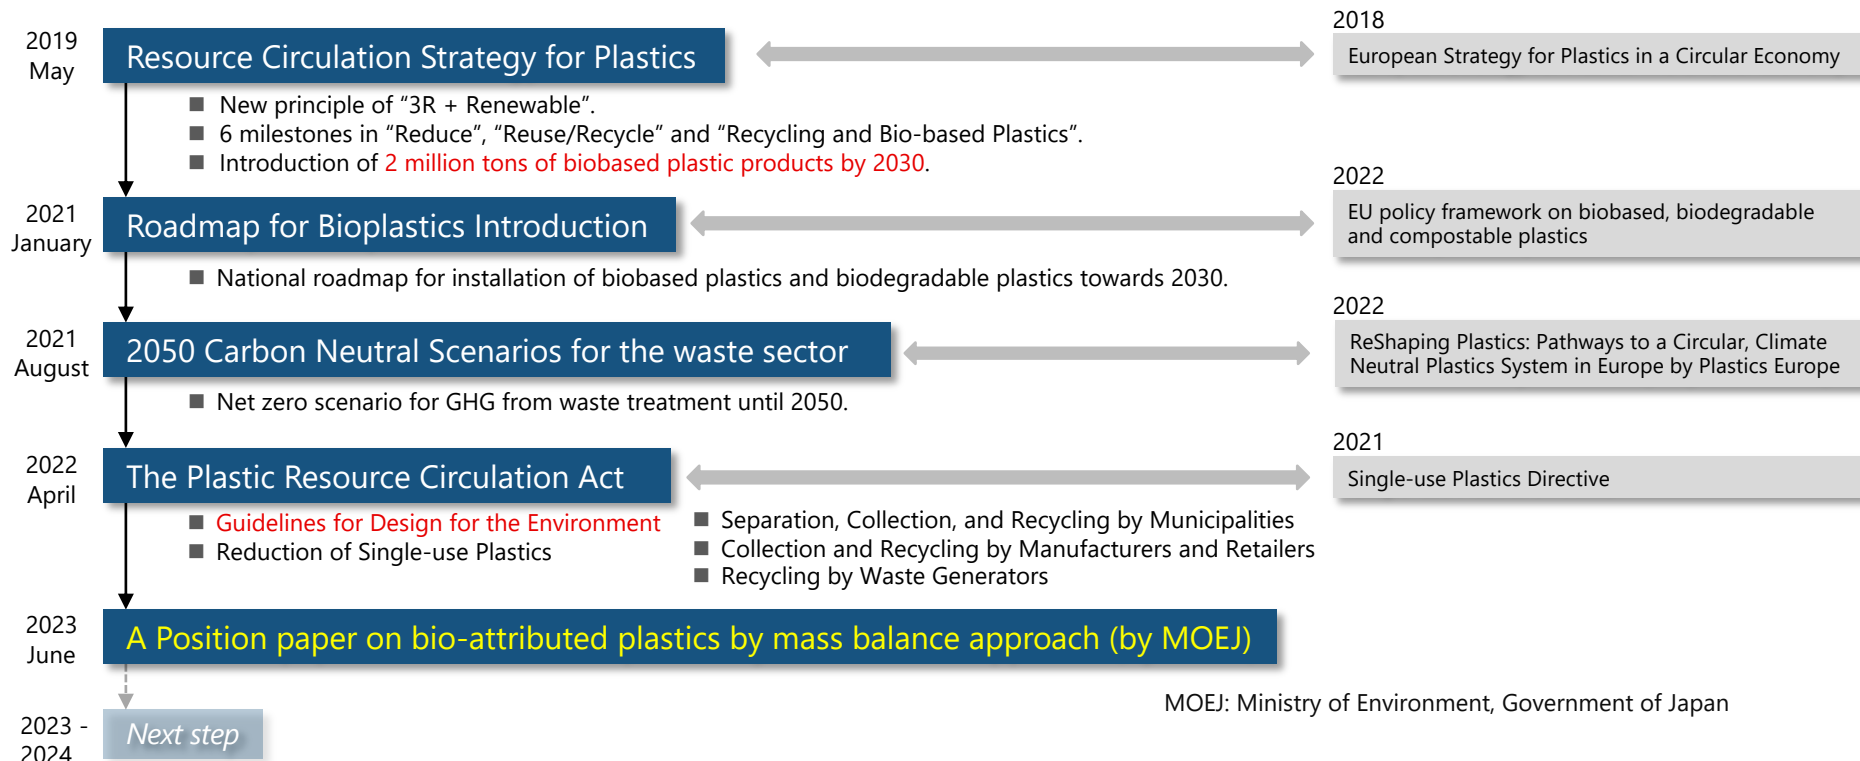 2019
May
Resource Circulation Strategy for Plastics
2018
European Strategy for Plastics in a Circular Economy
■ New principle of “3R + Renewable”.
■ 6 milestones in “Reduce”, “Reuse/Recycle” and “Recycling and Bio-based Plastics”.
■ Introduction of 2 million tons of biobased plastic products by 2030.
2021
January
Roadmap for Bioplastics Introduction
2022
EU policy framework on biobased, biodegradable
and compostable plastics
■ National roadmap for installation of biobased plastics and biodegradable plastics towards 2030.
2021
August
2050 Carbon Neutral Scenarios for the waste sector
2022
ReShaping Plastics: Pathways to a Circular, Climate
Neutral Plastics System in Europe by Plastics Europe
■ Net zero scenario for GHG from waste treatment until 2050.
2022
April
The Plastic Resource Circulation Act
2021
Single-use Plastics Directive
■ Guidelines for Design for the Environment
■ Reduction of Single-use Plastics
■ Separation, Collection, and Recycling by Municipalities
■ Collection and Recycling by Manufacturers and Retailers
■ Recycling by Waste Generators
2023
June
A Position paper on bio-attributed plastics by mass balance approach (by MOEJ)
MOEJ: Ministry of Environment, Government of Japan
2023 -
2024
Next step